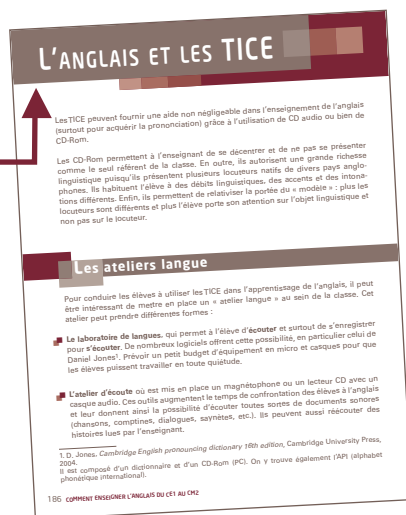 L'ANGLAIS ET LES TICE
Les TICE peuvent fournir une aide non négligeable dans l'enseignement de l'anglais
(surtout pour acquérir la prononciation) grâce à l'utilisation de CD audio ou bien de
CD-Rom.
Les CD-Rom permettent à l'enseignant de se décentrer et de ne pas se présenter
comme le seul référent de la classe. En outre, ils autorisent une grande richesse
linguistique puisqu'ils présentent plusieurs locuteurs natifs de divers pays anglo-
phones. Ils habituent l'élève à des débits linguistiques, des accents et des intona-
tions différents. Enfin, ils permettent de relativiser la portée du « modèle » : plus les
locuteurs sont différents et plus l'élève porte son attention sur l'objet linguistique et
non pas sur le locuteur.
Les ateliers langue
Pour conduire les élèves à utiliser les TICE dans l'apprentissage de l'anglais, il peut
être intéressant de mettre en place un « atelier langue » au sein de la classe. Cet
atelier peut prendre différentes formes :
Le laboratoire de langues, qui permet à l'élève d'écouter et surtout de s'enregistrer
pour s'écouter. De nombreux logiciels offrent cette possibilité, en particulier celui de
Daniel Jones¹. Prévoir un petit budget d'équipement en micro et casques pour que
les élèves puissent travailler en toute quiétude.
L'atelier d'écoute où est mis en place un magnétophone ou un lecteur CD avec un
casque audio. Ces outils augmentent le temps de confrontation des élèves à l'anglais
et leur donnent ainsi la possibilité d'écouter toutes sortes de documents sonores
(chansons, comptines, dialogues, saynètes, etc.). Ils peuvent aussi réécouter des
histoires lues par l'enseignant.
1. D. Jones. Cambridge English pronouncing dictionary 16th edition, Cambridge University Press,
2004.
Il est composé d'un dictionnaire et d'un CD-Rom (PC). On y trouve également l'API (alphabet
phonétique international).
186 COMMENT ENSEIGNER L'ANGLAIS DU CE1 AU CM2